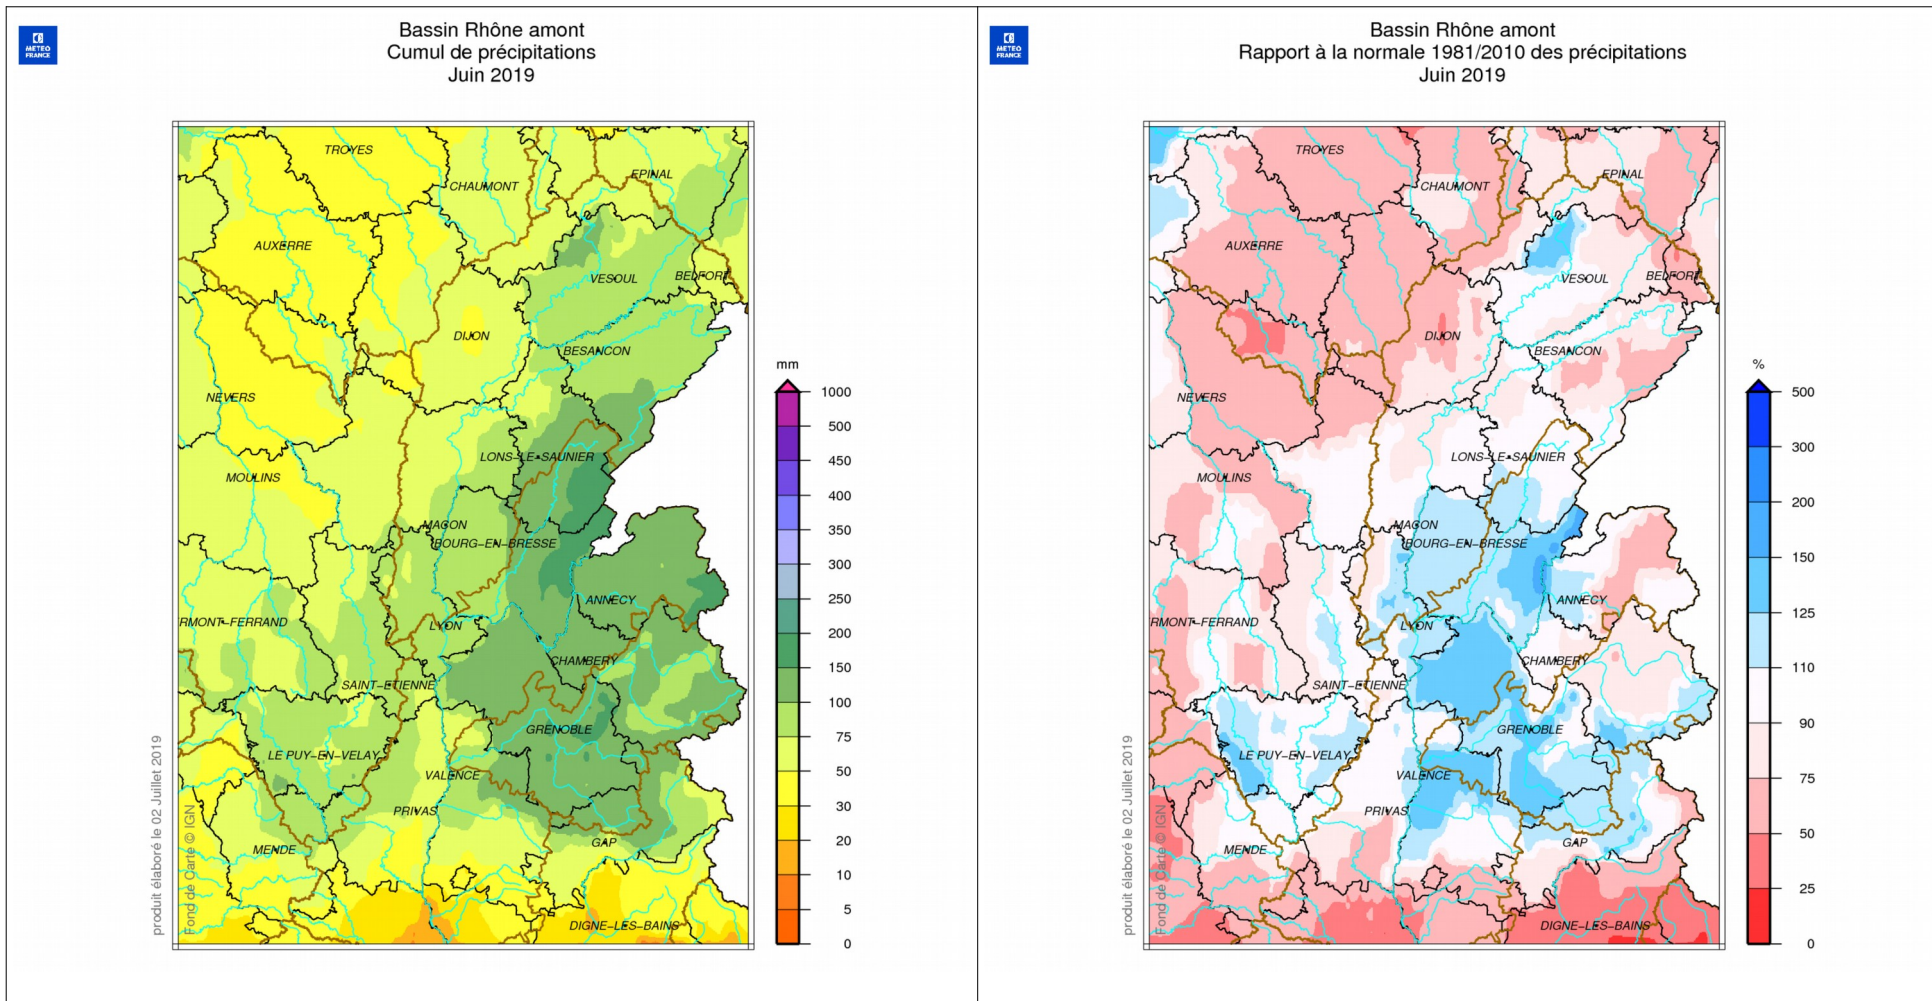 METEO
FRANCE
Bassin Rhône amont
Cumul de précipitations
Juin 2019
TROYES
CHAUMONT
EPINAL
AUXERRE
VESOUL
BELFORT
DIJON
BESANCON
NEVERS
LONS-LE-SAUNIER
MOULINS
MACON
BOURG-EN-BRESSE
ANNECY
RMONT-FERRAND
LYON
CHAMBERY
SAINT-ETIENNE
GRENOBLE
LE PUY-EN-VELAY
VALENCE
PRIVAS
GAP
MENDE
DIGNE-LES-BAINS
mm
1000
500
450
400
350
300
250
200
150
100
75
50
30
20
10
5
0
produit élaboré le 02 Juillet 2019
Fond de Carte © IGN
METEO
FRANCE
Bassin Rhône amont
Rapport à la normale 1981/2010 des précipitations
Juin 2019
TROYES
CHAUMONT
EPINAL
AUXERRE
VESOUL
BELFORT
DIJON
BESANCON
NEVERS
LONS-LE-SAUNIER
MOULINS
MACON
BOURG-EN-BRESSE
ANNECY
RMONT-FERRAND
LYON
CHAMBERY
SAINT-ETIENNE
GRENOBLE
LE PUY-EN-VELAY
VALENCE
PRIVAS
GAP
MENDE
DIGNE-LES-BAINS
%
500
300
200
150
125
110
90
75
50
25
0
produit élaboré le 02 Juillet 2019
Fond de Carte © IGN